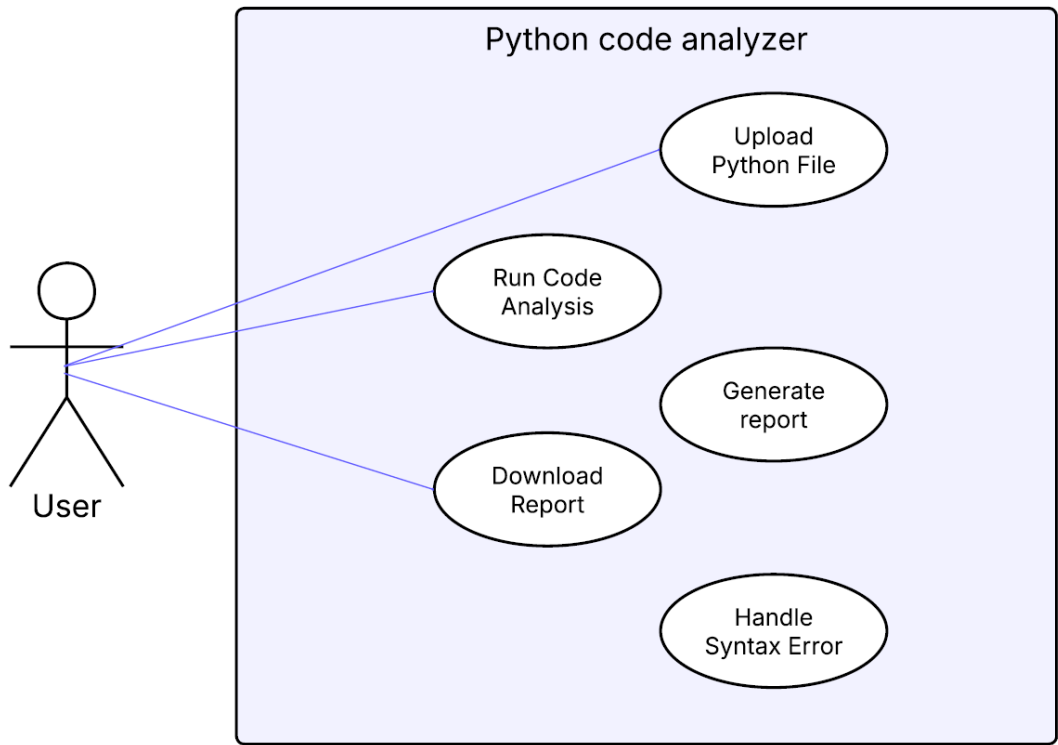 Python code analyzer
Upload
Python File
Run Code
Analysis
Generate
report
Download
Report
User
Handle
Syntax Error